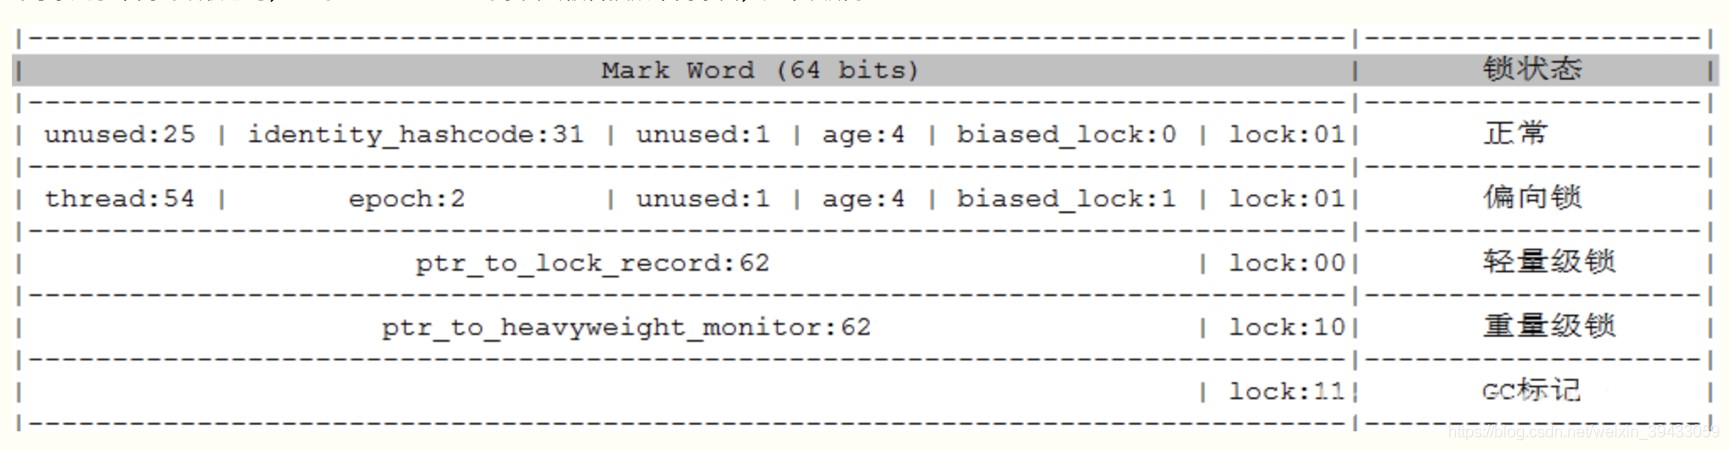 |-------------------------------------------------------------------------------|--------------------|
| Mark Word (64 bits) | 锁状态 |
|-------------------------------------------------------------------------------|--------------------|
| unused:25 | identity_hashcode:31 | unused:1 | age:4 | biased_lock:0 | lock:01| 正常 |
|-------------------------------------------------------------------------------|--------------------|
| thread:54 | epoch:2 | unused:1 | age:4 | biased_lock:1 | lock:01| 偏向锁 |
|-------------------------------------------------------------------------------|--------------------|
| ptr_to_lock_record:62 | lock:00| 轻量级锁 |
|-------------------------------------------------------------------------------|--------------------|
| ptr_to_heavyweight_monitor:62 | lock:10| 重量级锁 |
|-------------------------------------------------------------------------------|--------------------|
| | lock:11| GC标记 |
|-------------------------------------------------------------------------------|--------------------|
https://blog.csdn.net/weixin_39433059